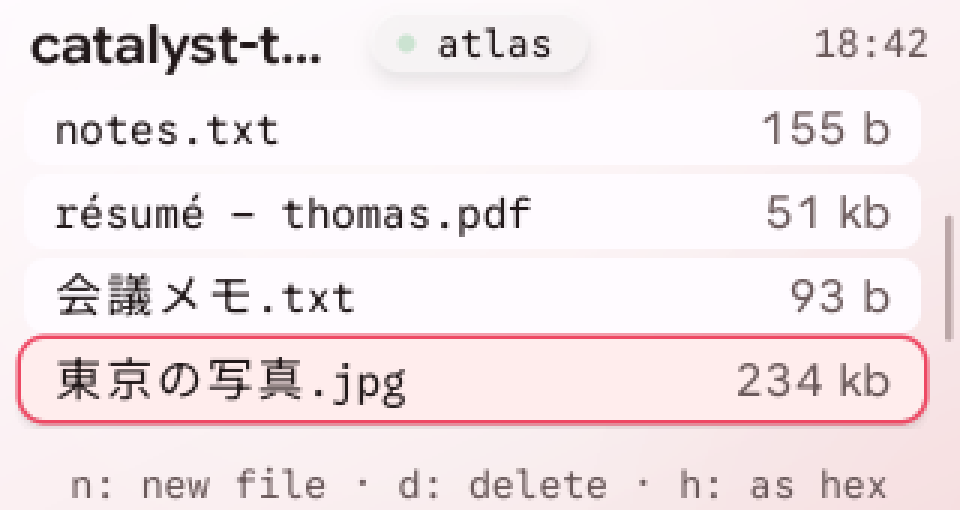 catalyst-t... atlas 18:42
notes.txt 155 b
résumé – thomas.pdf 51 kb
会議メモ.txt 93 b
東京の写真.jpg 234 kb
n: new file · d: delete · h: as hex